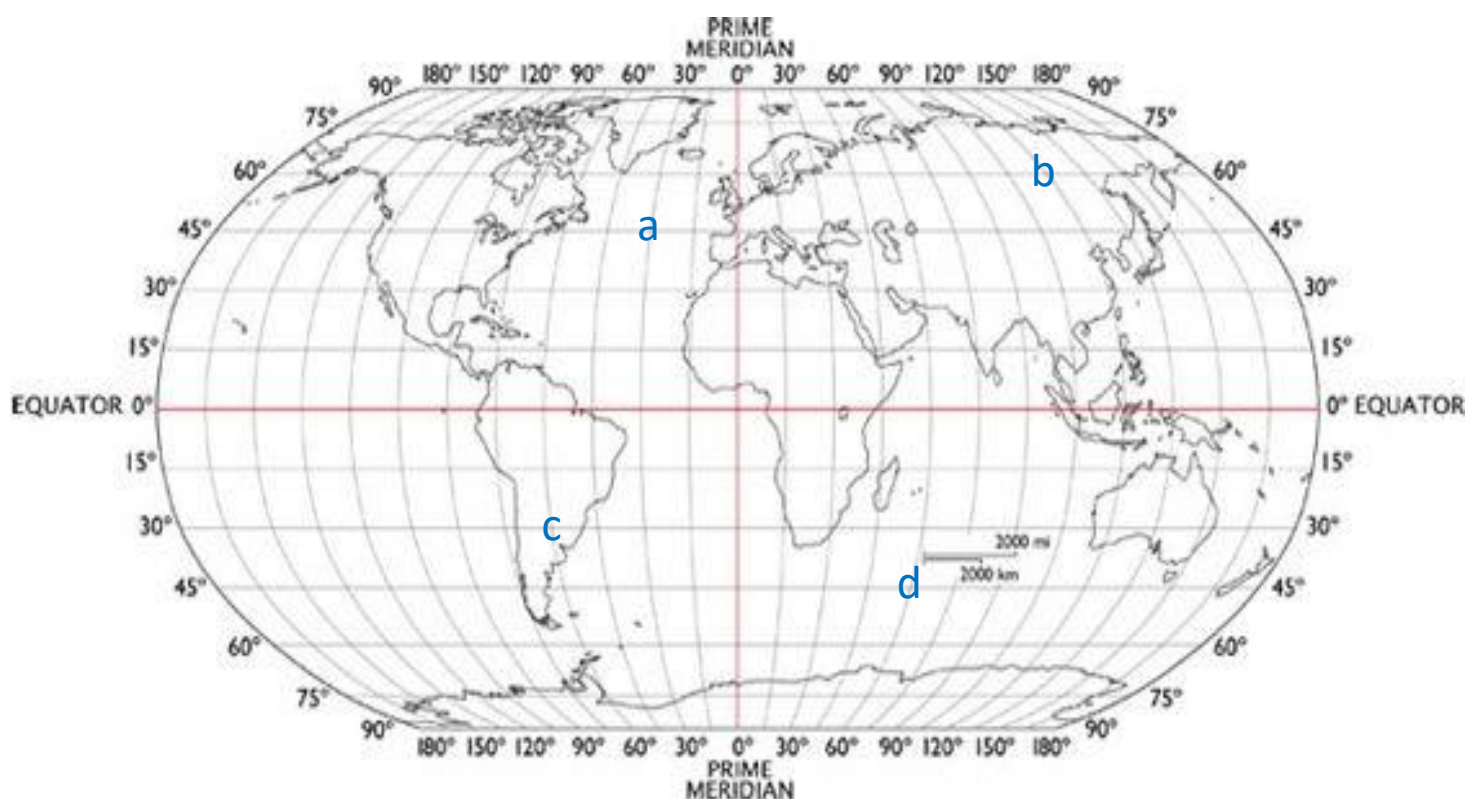 PRIME
MERIDIAN
180° 150° 120° 90° 60° 30° 0° 30° 60° 90° 120° 150° 180°
90° 90°
75° 75°
b
60° 60°
a
45° 45°
30° 30°
15° 15°
EQUATOR 0° 0° EQUATOR
15° 15°
c
30° 30°
2000 mi
2000 km
d
45° 45°
60° 60°
75° 75°
90° 90°
180° 150° 120° 90° 60° 30° 0° 30° 60° 90° 120° 150° 180°
PRIME
MERIDIAN